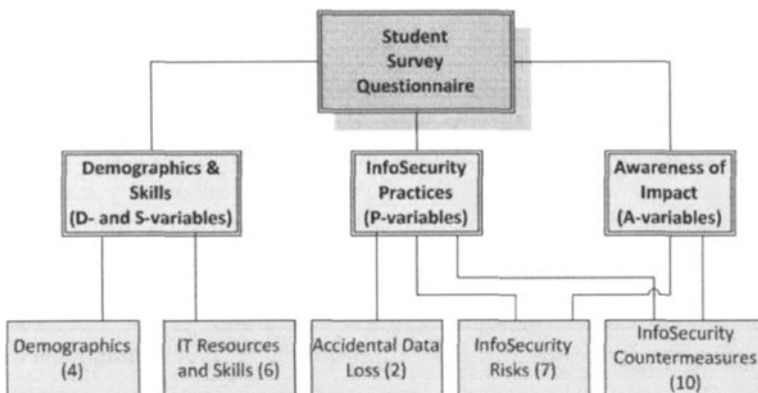 Student
Survey
Questionnaire
Demographics &
Skills
(D- and S-variables)
InfoSecurity
Practices
(P-variables)
Awareness of
Impact
(A-variables)
Demographics
(4)
IT Resources
and Skills (6)
Accidental Data
Loss (2)
InfoSecurity
Risks (7)
InfoSecurity
Countermeasures
(10)